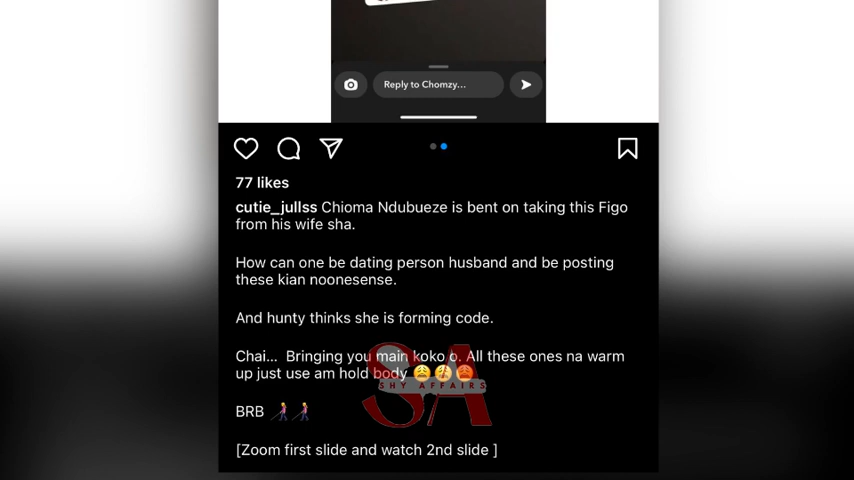 Reply to Chomzy...
77 likes
cutie_jullss Chioma Ndubueze is bent on taking this Figo
from his wife sha.
How can one be dating person husband and be posting
these kian noonesense.
And hunty thinks she is forming code.
Chai... Bringing you main koko o. All these ones na warm
up just use am hold body 😩😩😩
SA
SHY AFFAIRS
BRB 👩‍🦯👩‍🦯
[Zoom first slide and watch 2nd slide ]